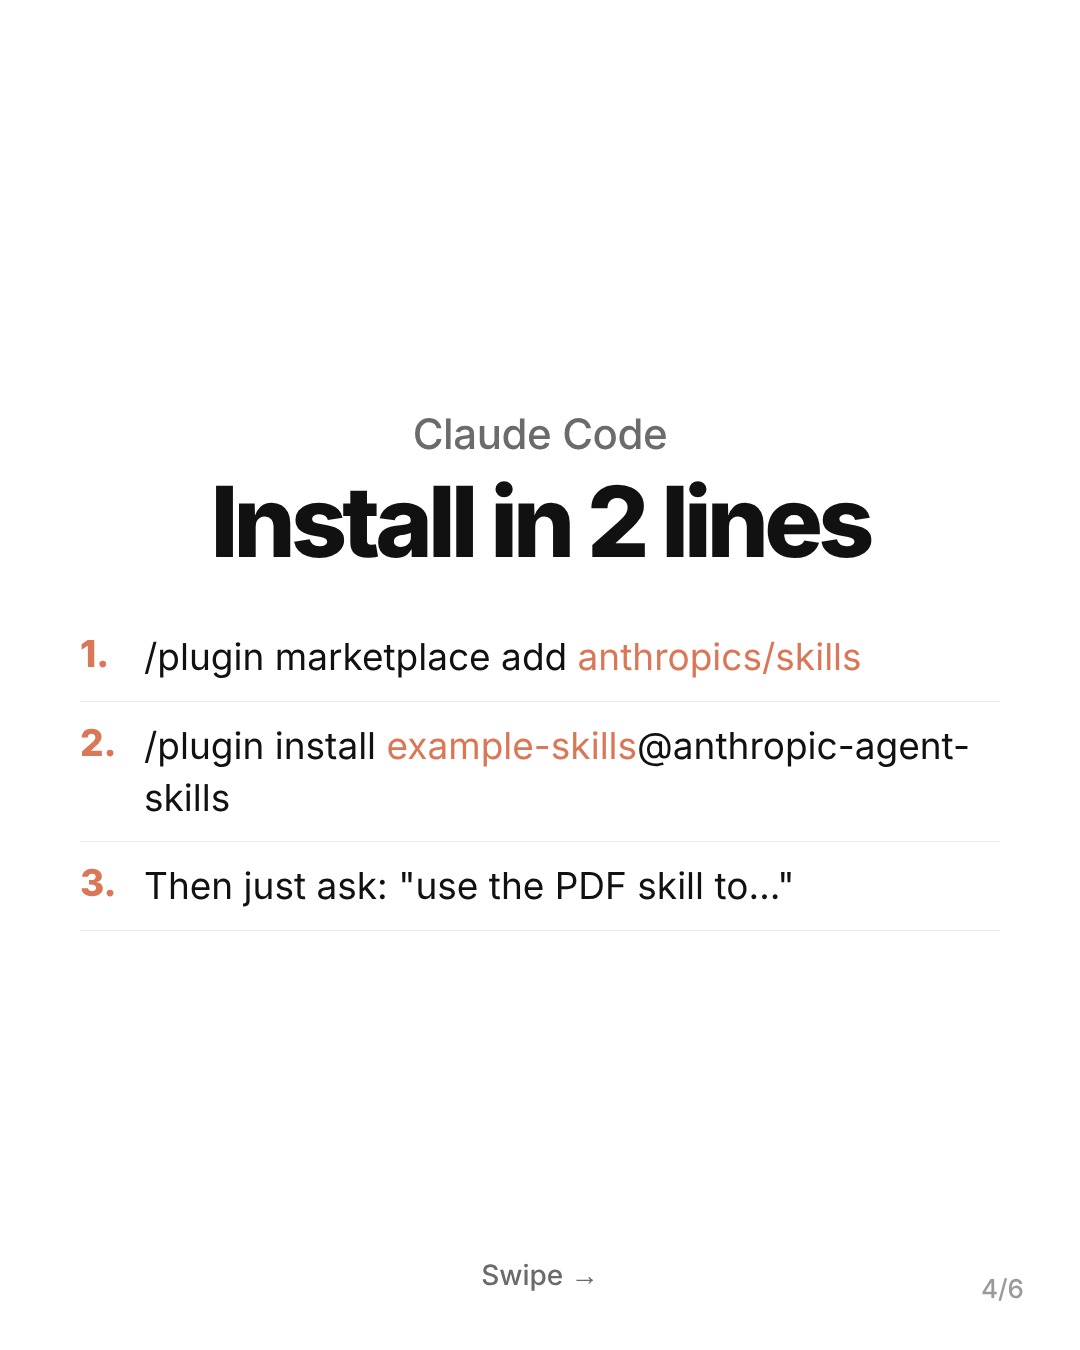 Claude Code
Install in 2 lines
1. /plugin marketplace add anthropics/skills
2. /plugin install example-skills@anthropic-agent-
skills
3. Then just ask: "use the PDF skill to..."
Swipe →
4/6